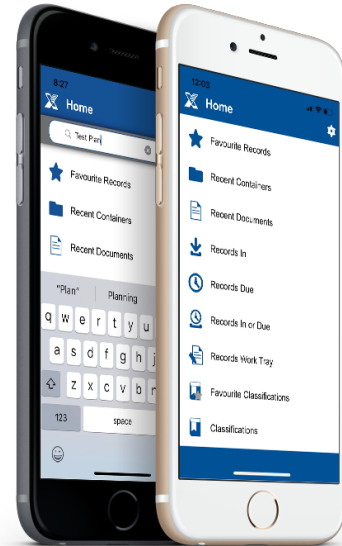 8:27
Home
Test Plan
Favourite Records
Recent Containers
Recent Documents
"Plan"
Planning
q w e r t y u
a s d f g h j
z x c v b n
123
space
12:03
Home
Favourite Records
Recent Containers
Recent Documents
Records In
Records Due
Records In or Due
Records Work Tray
Favourite Classifications
Classifications